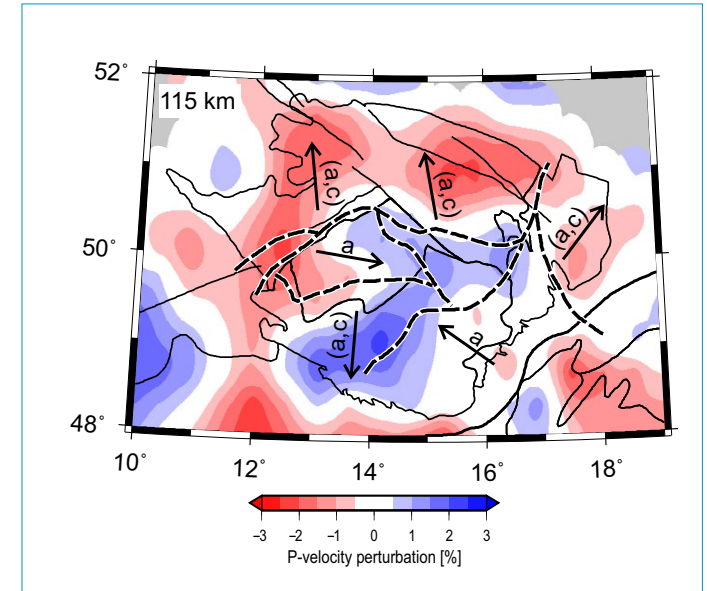 52°
115 km
(a,c)
(a,c)
(a,c)
50°
a
(a,c)
a
48°
10°
12°
14°
16°
18°
–3 –2 –1 0 1 2 3
P-velocity perturbation [%]